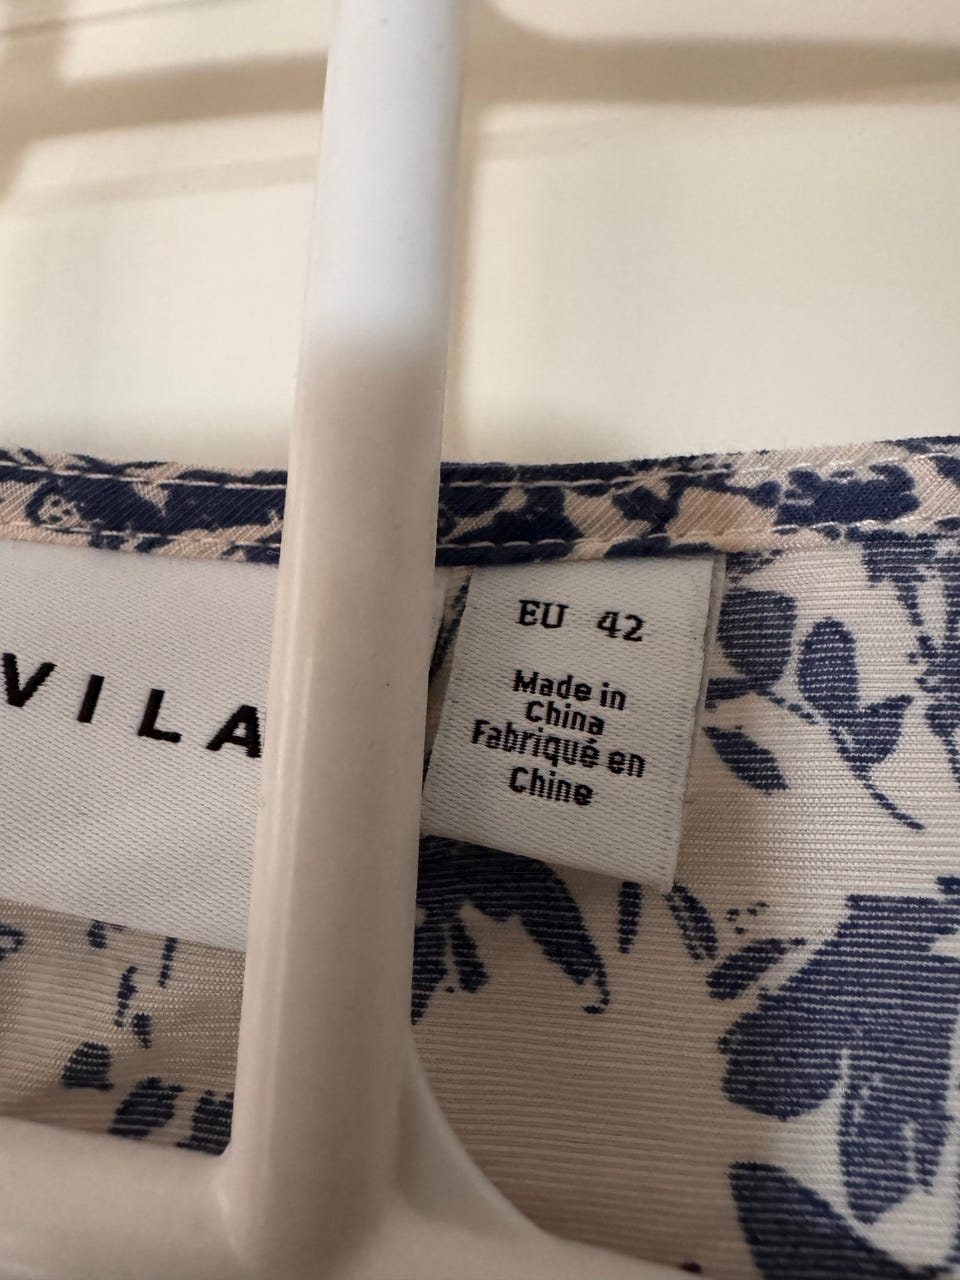 VILA
EU 42
Made in
China
Fabriqué en
Chine